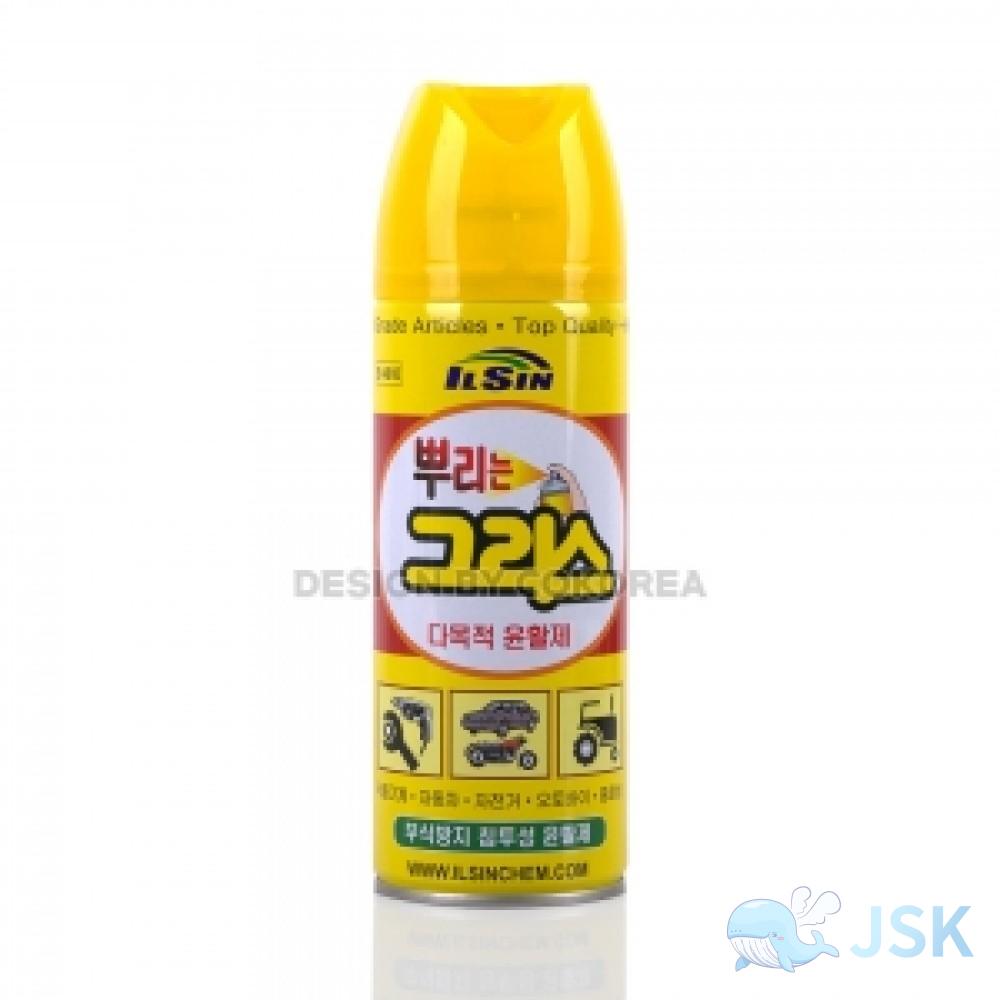 Grade Articles • Top Quality
ILSIN
뿌리는
그리스
DESIGN BY COKOREA
다목적 윤활제
자동차 • 자전거 • 오토바이
부식방지 침투성 윤활제
WWW.ILSINCHEM.COM
JSK